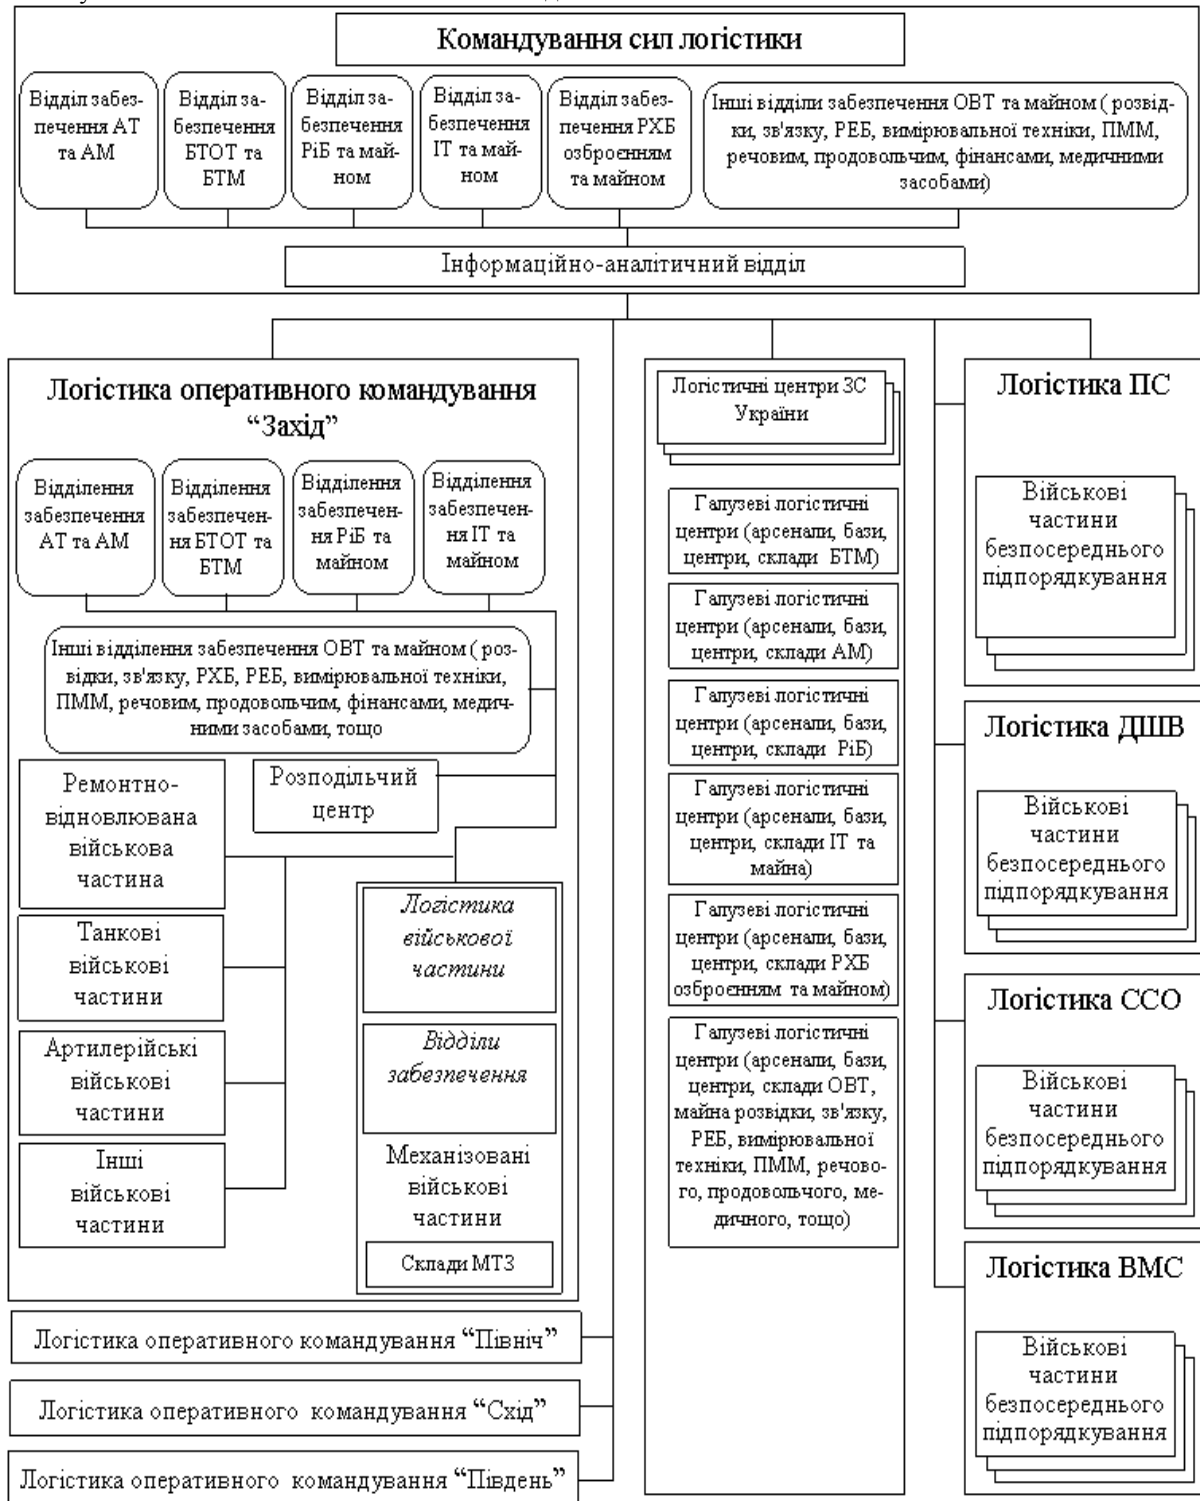 Командування сил логістики
Відділ забез-
печення АТ
та АМ
Відділ за-
безпечення
БТОТ та
БТМ
Відділ за-
безпечення
РіБ та май-
ном
Відділ за-
безпечення
ІТ та май-
ном
Відділ забез-
печення РХБ
озброєнням
та майном
Інші відділи забезпечення ОВТ та майном ( розвід-
ки, зв'язку, РЕБ, вимірювальної техніки, ПММ,
речовим, продовольчим, фінансами, медичними
засобами)
Інформаційно-аналітичний відділ
Логістика оперативного командування
“Захід”
Відділення
забезпечення
АТ та АМ
Відділення
забезпечен-
ня БТОТ та
БТМ
Відділення
забезпечен-
ня РіБ та
майном
Відділення
забезпечен-
ня ІТ та
майном
Інші відділення забезпечення ОВТ та майном ( роз-
відки, зв'язку, РХБ, РЕБ, вимірювальної техніки,
ПММ, речовим, продовольчим, фінансами, медич-
ними засобами, тощо
Ремонтно-
відновлювана
військова
частина
Розподільчий
центр
Танкові
військові
частини
Артилерійські
військові
частини
Інші
військові
частини
Логістика
військової
частини
Відділи
забезпечення
Механізовані
військові
частини
Склади МТЗ
Логістика оперативного командування “Північ”
Логістика оперативного командування “Схід”
Логістика оперативного командування “Південь”
Логістичні центри ЗС
України
Галузеві логістичні
центри (арсенали, бази,
центри, склади БТМ)
Галузеві логістичні
центри (арсенали, бази,
центри, склади АМ)
Галузеві логістичні
центри (арсенали, бази,
центри, склади РіБ)
Галузеві логістичні
центри (арсенали, бази,
центри, склади ІТ та
майна)
Галузеві логістичні
центри (арсенали, бази,
центри, склади РХБ
озброєнням та майном)
Галузеві логістичні
центри (арсенали, бази,
центри, склади ОВТ,
майна розвідки, зв'язку,
РЕБ, вимірювальної
техніки, ПММ, речово-
го, продовольчого, ме-
дичного, тощо)
Логістика ПС
Військові
частини
безпосереднього
підпорядкування
Логістика ДШВ
Військові
частини
безпосереднього
підпорядкування
Логістика ССО
Військові
частини
безпосереднього
підпорядкування
Логістика ВМС
Військові
частини
безпосереднього
підпорядкування